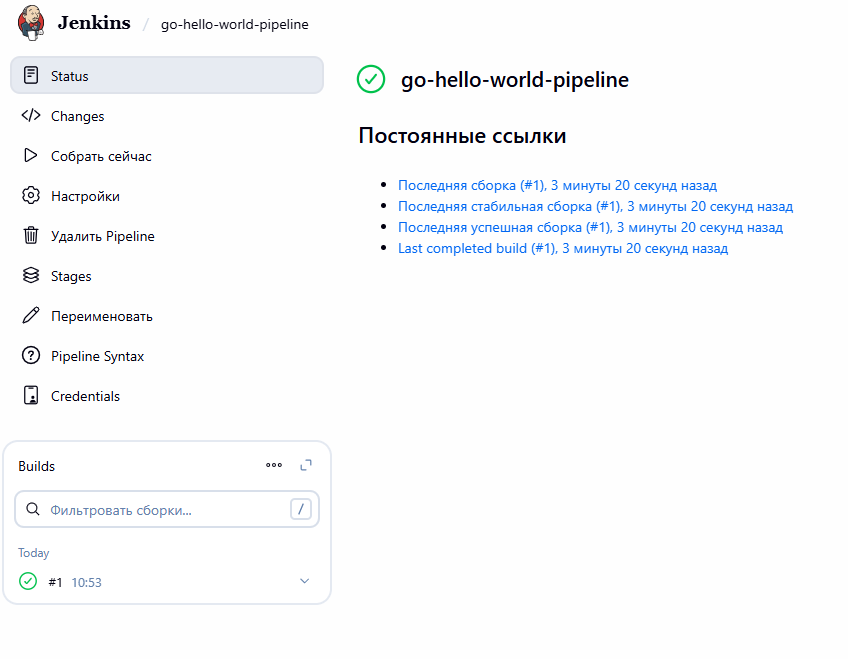 Jenkins / go-hello-world-pipeline
Status
Changes
Собрать сейчас
Настройки
Удалить Pipeline
Stages
Переименовать
Pipeline Syntax
Credentials
Builds
Фильтровать сборки... /
Today
#1 10:53
go-hello-world-pipeline
Постоянные ссылки
Последняя сборка (#1), 3 минуты 20 секунд назад
Последняя стабильная сборка (#1), 3 минуты 20 секунд назад
Последняя успешная сборка (#1), 3 минуты 20 секунд назад
Last completed build (#1), 3 минуты 20 секунд назад